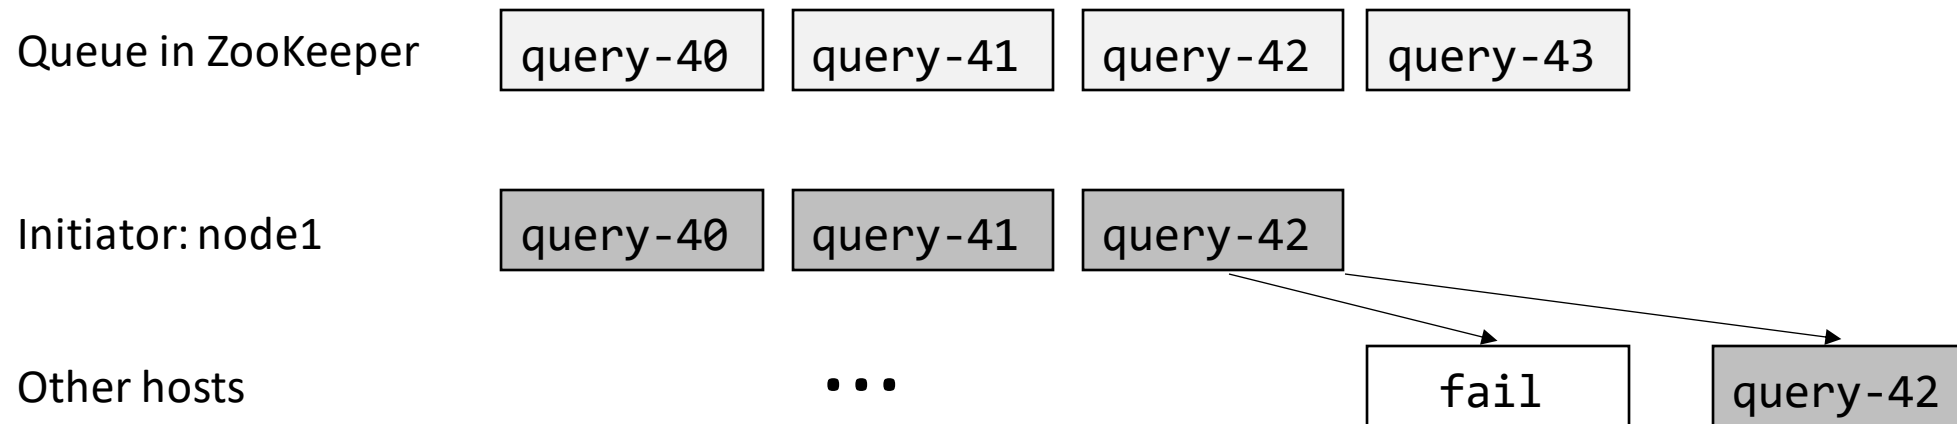 Queue in ZooKeeper query-40 query-41 query-42 query-43
Initiator: node1 query-40 query-41 query-42
Other hosts ... fail query-42